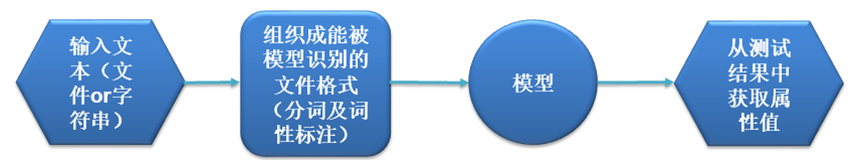 输入文
本（文
件or字
符串）
组织成能被
模型识别的
文件格式
（分词及词
性标注）
模型
从测试
结果中
获取属
性值